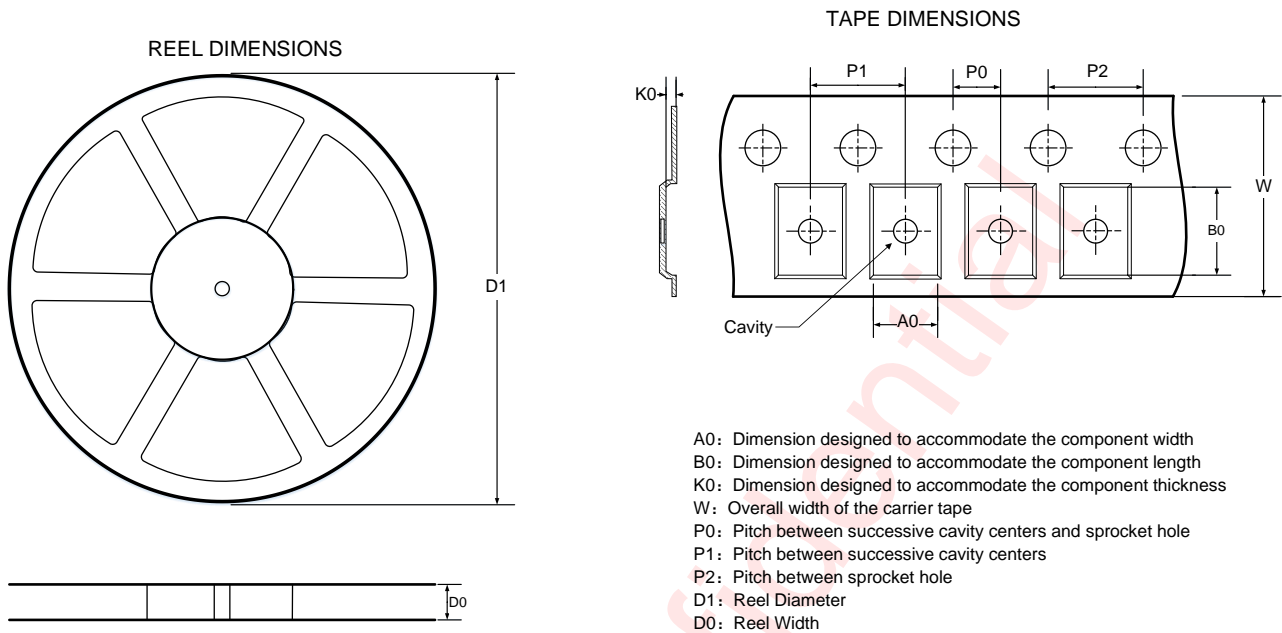 REEL DIMENSIONS
D1
D0
TAPE DIMENSIONS
P1
P0
P2
K0
W
B0
Cavity
A0
A0：Dimension designed to accommodate the component width
B0：Dimension designed to accommodate the component length
K0：Dimension designed to accommodate the component thickness
W：Overall width of the carrier tape
P0：Pitch between successive cavity centers and sprocket hole
P1：Pitch between successive cavity centers
P2：Pitch between sprocket hole
D1：Reel Diameter
D0：Reel Width
fidential